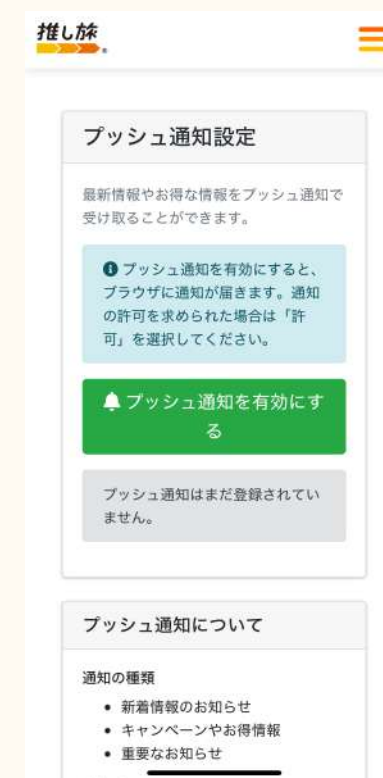 推し旅
プッシュ通知設定
最新情報やお得な情報をプッシュ通知で
受け取ることができます。
プッシュ通知を有効にすると、
ブラウザに通知が届きます。通知
の許可を求められた場合は「許
可」を選択してください。
プッシュ通知を有効にす
る
プッシュ通知はまだ登録されてい
ません。
プッシュ通知について
通知の種類
• 新着情報のお知らせ
• キャンペーンやお得情報
• 重要なお知らせ